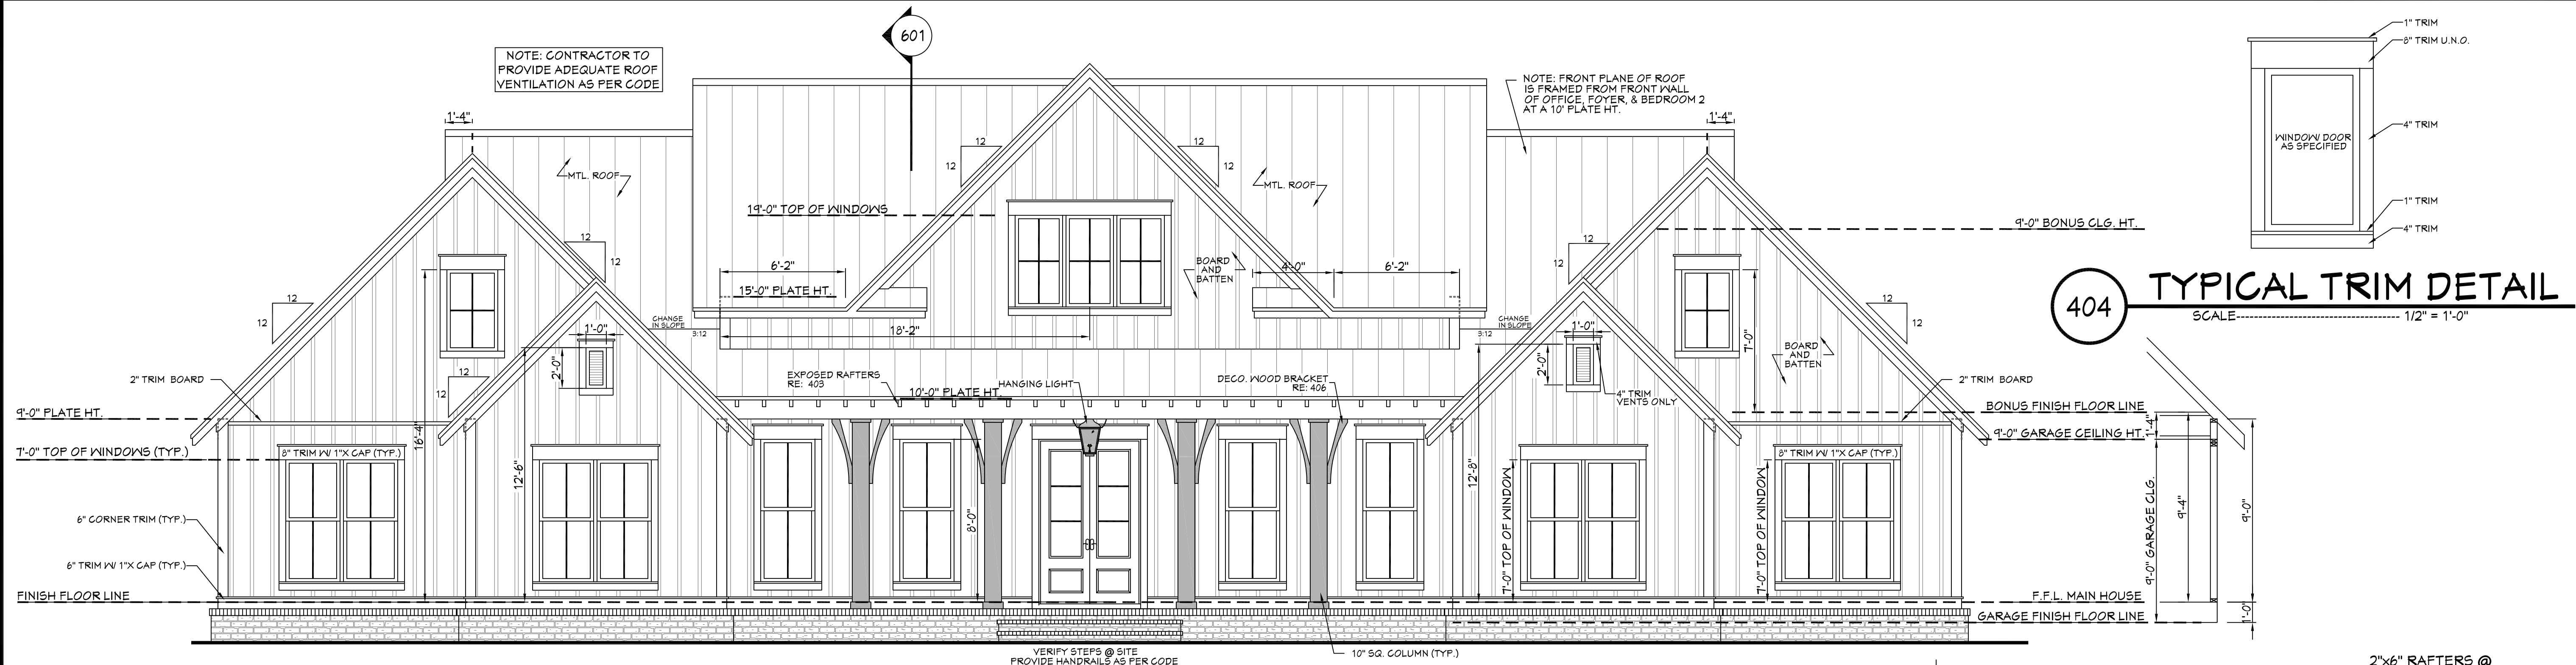 601
NOTE: CONTRACTOR TO
PROVIDE ADEQUATE ROOF
VENTILATION AS PER CODE
1'-4"
MTL. ROOF
12
12
12
12
12
12
12
12
MTL. ROOF
NOTE: FRONT PLANE OF ROOF
IS FRAMED FROM FRONT WALL
OF OFFICE, FOYER, & BEDROOM 2
AT A 10' PLATE HT.
1'-4"
19'-0" TOP OF WINDOWS
6'-2"
15'-0" PLATE HT.
18'-2"
BOARD
AND
BATTEN
4'-0"
6'-2"
12
12
12
12
9'-0" BONUS CLG. HT.
12
12
CHANGE
IN SLOPE
3:12
CHANGE
IN SLOPE
3:12
1'-0"
2'-0"
1'-0"
2'-0"
7'-0"
BOARD
AND
BATTEN
2" TRIM BOARD
EXPOSED RAFTERS
RE: 403
10'-0" PLATE HT.
HANGING LIGHT
DECO. WOOD BRACKET
RE: 406
4" TRIM
VENTS ONLY
2" TRIM BOARD
9'-0" PLATE HT.
BONUS FINISH FLOOR LINE
9'-0" GARAGE CEILING HT.
7'-0" TOP OF WINDOWS (TYP.)
8" TRIM W/ 1"X CAP (TYP.)
16'-4"
12'-6"
8'-0"
12'-8"
7'-0" TOP OF WINDOW
7'-0" TOP OF WINDOW
8" TRIM W/ 1"X CAP (TYP.)
6" CORNER TRIM (TYP.)
6" TRIM W/ 1"X CAP (TYP.)
FINISH FLOOR LINE
F.F.L. MAIN HOUSE
GARAGE FINISH FLOOR LINE
VERIFY STEPS @ SITE
PROVIDE HANDRAILS AS PER CODE
10" SQ. COLUMN (TYP.)
1" TRIM
8" TRIM U.N.O.
WINDOW/ DOOR
AS SPECIFIED
4" TRIM
1" TRIM
4" TRIM
404
TYPICAL TRIM DETAIL
SCALE------------------------------ 1/2" = 1'-0"
1'-4"
9'-0" GARAGE CLG.
9'-4"
9'-0"
1'-0"
2"x6" RAFTERS @